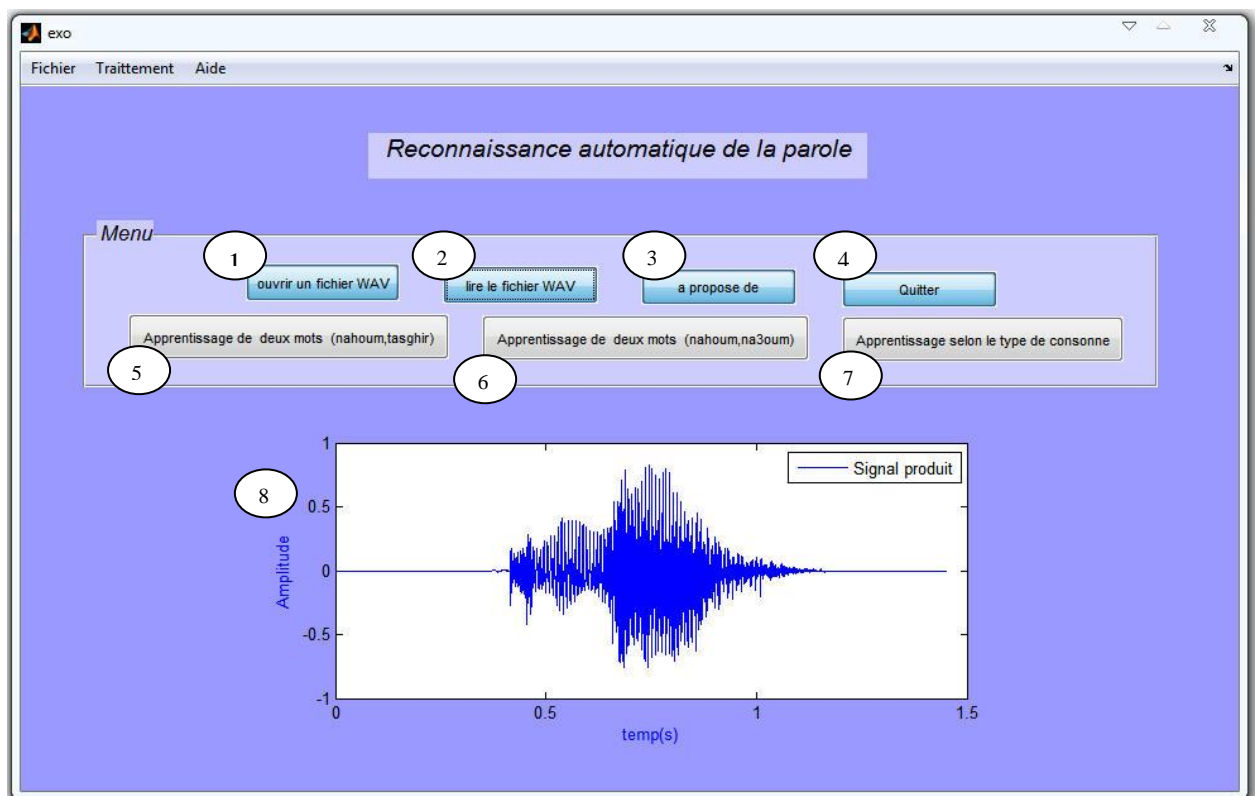 exo
Fichier Traittement Aide
Reconnaissance automatique de la parole
Menu
1 2 3 4
ouvrir un fichier WAV lire le fichier WAV a propose de Quitter
Apprentissage de deux mots (nahoum,tasghir) Apprentissage de deux mots (nahoum,na3oum) Apprentissage selon le type de consonne
5 6 7
8
Signal produit
1
0.5
0
-0.5
-1
Amplitude
0 0.5 1 1.5
temp(s)